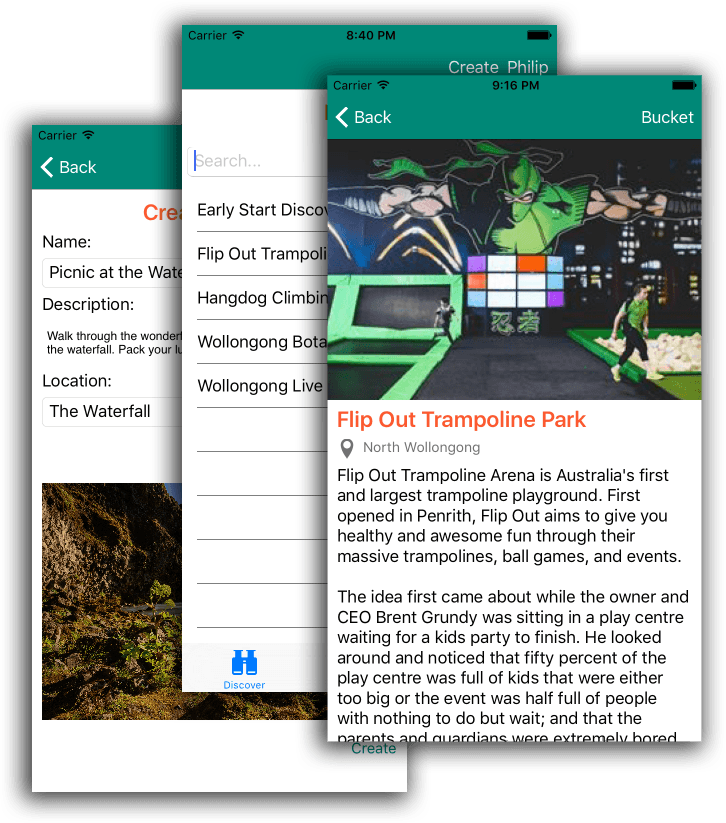 Carrier
8:40 PM
Create Philip
Search...
Early Start Discov
Flip Out Trampoli
Hangdog Climbin
Wollongong Bota
Wollongong Live
Discover
Carrier
Back
Crea
Name:
Picnic at the Wate
Description:
Walk through the wonderf
the waterfall. Pack your lu
Location:
The Waterfall
Create
Carrier
9:16 PM
Back
Bucket
忍者
Flip Out Trampoline Park
North Wollongong
Flip Out Trampoline Arena is Australia's first
and largest trampoline playground. First
opened in Penrith, Flip Out aims to give you
healthy and awesome fun through their
massive trampolines, ball games, and events.
The idea first came about while the owner and
CEO Brent Grundy was sitting in a play centre
waiting for a kids party to finish. He looked
around and noticed that fifty percent of the
play centre was full of kids that were either
too big or the event was half full of people
with nothing to do but wait; and that the
parents and guardians were extremely bored